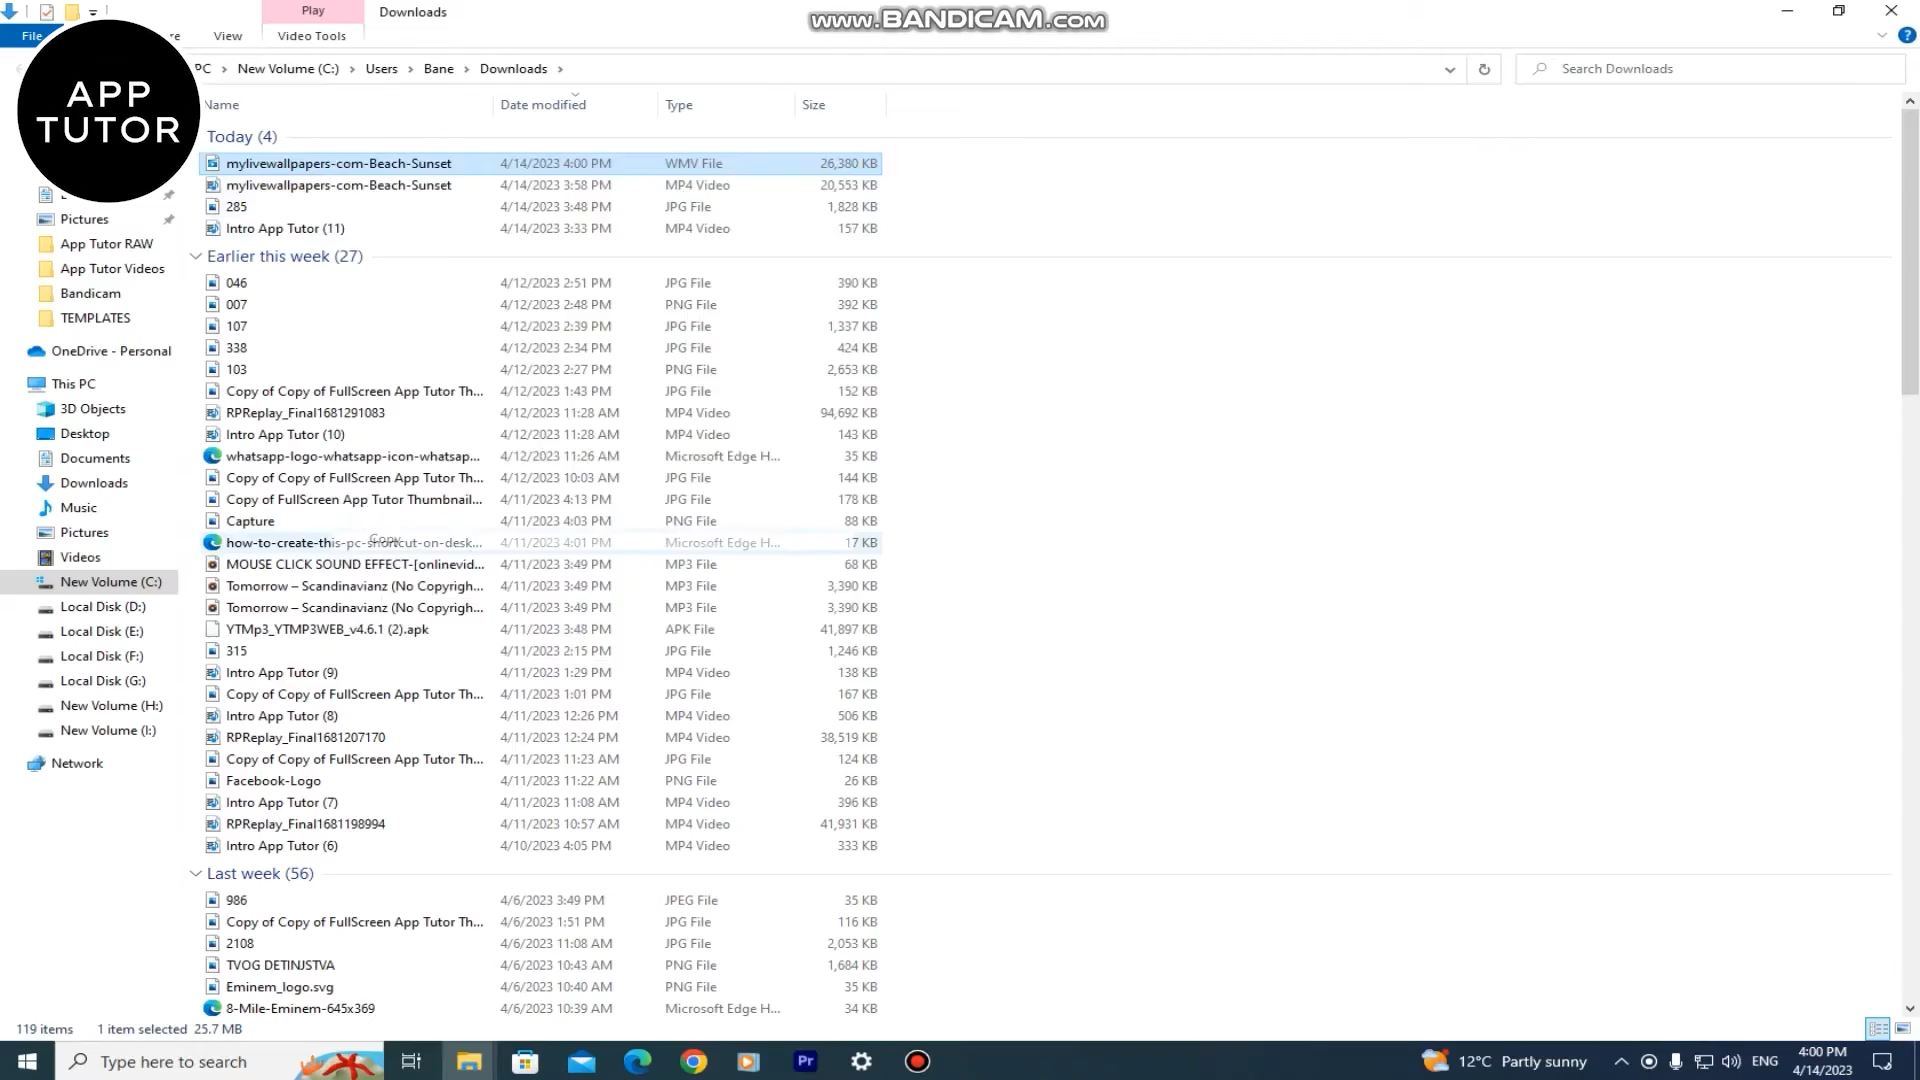 Play
Downloads
www.BANDICAM.com
File
re
View
Video Tools
PC > New Volume (C:) > Users > Bane > Downloads >
Search Downloads
APP
TUTOR
Name
Date modified
Type
Size
Today (4)
mylivewallpapers-com-Beach-Sunset 4/14/2023 4:00 PM WMV File 26,380 KB
mylivewallpapers-com-Beach-Sunset 4/14/2023 3:58 PM MP4 Video 20,553 KB
285 4/14/2023 3:48 PM JPG File 1,828 KB
Intro App Tutor (11) 4/14/2023 3:33 PM MP4 Video 157 KB
Earlier this week (27)
046 4/12/2023 2:51 PM JPG File 390 KB
007 4/12/2023 2:48 PM PNG File 392 KB
107 4/12/2023 2:39 PM JPG File 1,337 KB
338 4/12/2023 2:34 PM JPG File 424 KB
103 4/12/2023 2:27 PM PNG File 2,653 KB
Copy of Copy of FullScreen App Tutor Th... 4/12/2023 1:43 PM JPG File 152 KB
RPReplay_Final1681291083 4/12/2023 11:28 AM MP4 Video 94,692 KB
Intro App Tutor (10) 4/12/2023 11:28 AM MP4 Video 143 KB
whatsapp-logo-whatsapp-icon-whatsap... 4/12/2023 11:26 AM Microsoft Edge H... 35 KB
Copy of Copy of FullScreen App Tutor Th... 4/12/2023 10:03 AM JPG File 144 KB
Copy of FullScreen App Tutor Thumbnail... 4/11/2023 4:13 PM JPG File 178 KB
Capture 4/11/2023 4:03 PM PNG File 88 KB
Copy
how-to-create-this-pc-shortcut-on-desk... 4/11/2023 4:01 PM Microsoft Edge H... 17 KB
MOUSE CLICK SOUND EFFECT-[onlinevid... 4/11/2023 3:49 PM MP3 File 68 KB
Tomorrow – Scandinavianz (No Copyrigh... 4/11/2023 3:49 PM MP3 File 3,390 KB
Tomorrow – Scandinavianz (No Copyrigh... 4/11/2023 3:49 PM MP3 File 3,390 KB
YTMp3_YTMP3WEB_v4.6.1 (2).apk 4/11/2023 3:48 PM APK File 41,897 KB
315 4/11/2023 2:15 PM JPG File 1,246 KB
Intro App Tutor (9) 4/11/2023 1:29 PM MP4 Video 138 KB
Copy of Copy of FullScreen App Tutor Th... 4/11/2023 1:01 PM JPG File 167 KB
Intro App Tutor (8) 4/11/2023 12:26 PM MP4 Video 506 KB
RPReplay_Final1681207170 4/11/2023 12:24 PM MP4 Video 38,519 KB
Copy of Copy of FullScreen App Tutor Th... 4/11/2023 11:23 AM JPG File 124 KB
Facebook-Logo 4/11/2023 11:22 AM PNG File 26 KB
Intro App Tutor (7) 4/11/2023 11:08 AM MP4 Video 396 KB
RPReplay_Final1681198994 4/11/2023 10:57 AM MP4 Video 41,931 KB
Intro App Tutor (6) 4/10/2023 4:05 PM MP4 Video 333 KB
Last week (56)
986 4/6/2023 3:49 PM JPEG File 35 KB
Copy of Copy of FullScreen App Tutor Th... 4/6/2023 1:51 PM JPG File 116 KB
2108 4/6/2023 11:08 AM JPG File 2,053 KB
TVOG DETINJSTVA 4/6/2023 10:43 AM PNG File 1,684 KB
Eminem_logo.svg 4/6/2023 10:40 AM PNG File 35 KB
8-Mile-Eminem-645x369 4/6/2023 10:39 AM Microsoft Edge H... 34 KB
Pictures
App Tutor RAW
App Tutor Videos
Bandicam
TEMPLATES
OneDrive - Personal
This PC
3D Objects
Desktop
Documents
Downloads
Music
Pictures
Videos
New Volume (C:)
Local Disk (D:)
Local Disk (E:)
Local Disk (F:)
Local Disk (G:)
New Volume (H:)
New Volume (I:)
Network
119 items 1 item selected 25.7 MB
Type here to search
Pr
12°C Partly sunny
ENG
4:00 PM
4/14/2023